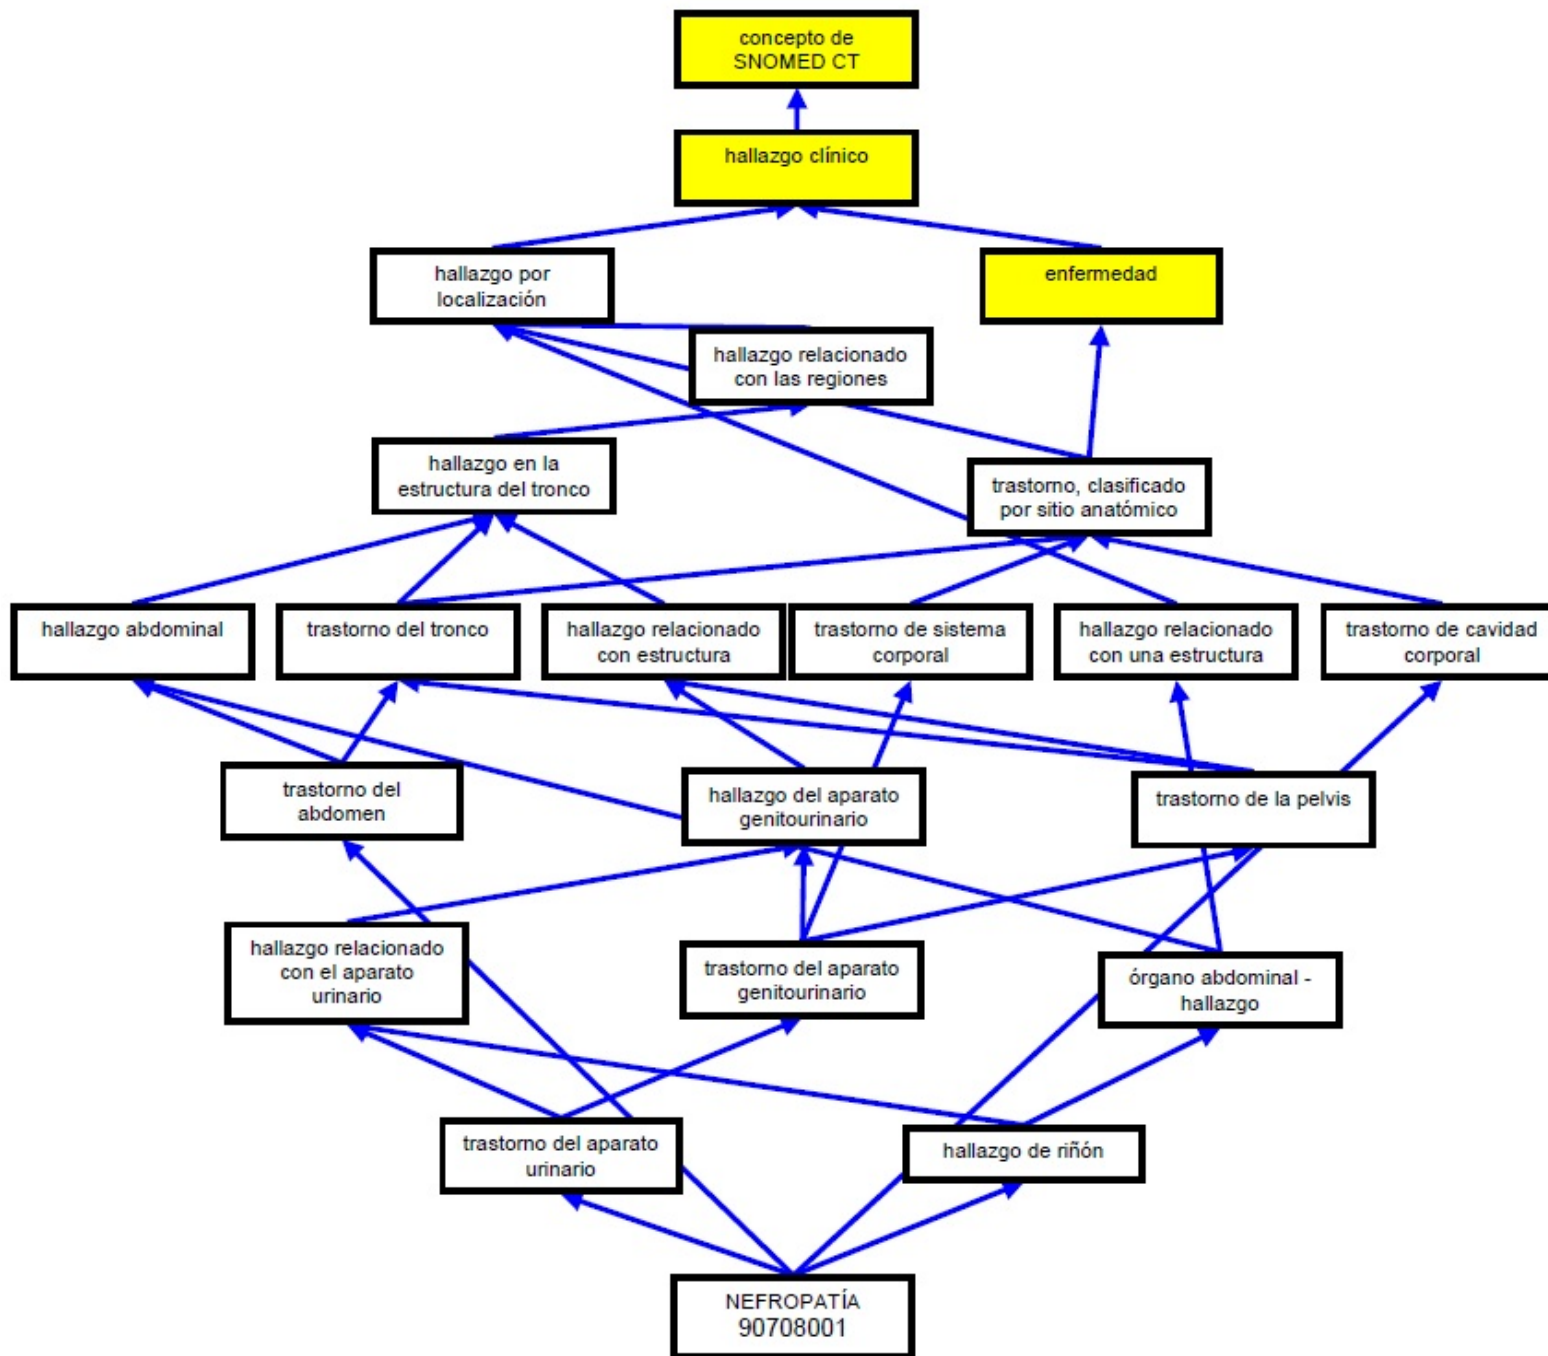 concepto de
SNOMED CT
hallazgo clínico
hallazgo por
localización
enfermedad
hallazgo relacionado
con las regiones
hallazgo en la
estructura del tronco
trastorno, clasificado
por sitio anatómico
hallazgo abdominal
trastorno del tronco
hallazgo relacionado
con estructura
trastorno de sistema
corporal
hallazgo relacionado
con una estructura
trastorno de cavidad
corporal
trastorno del
abdomen
hallazgo del aparato
genitourinario
trastorno de la pelvis
hallazgo relacionado
con el aparato
urinario
trastorno del aparato
genitourinario
órgano abdominal -
hallazgo
trastorno del aparato
urinario
hallazgo de riñón
NEFROPATÍA
90708001